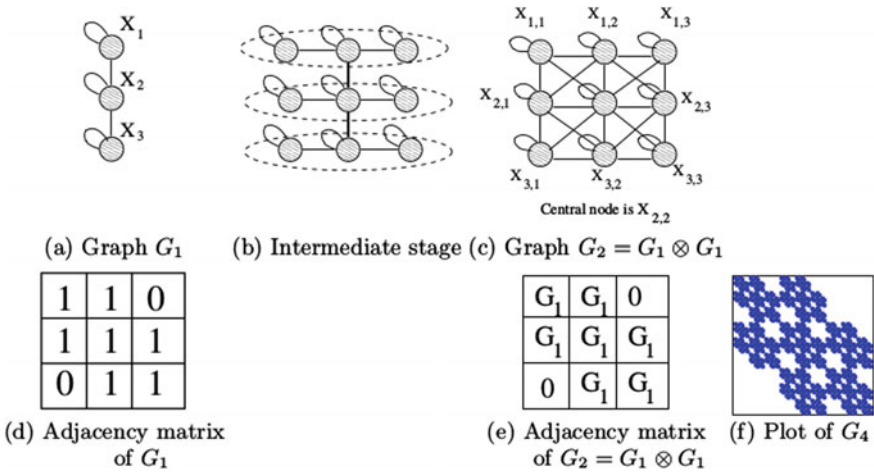 X₁
X₂
X₃
X₁,₁ X₁,₂ X₁,₃
X₂,₁ X₂,₃
X₃,₁ X₃,₂ X₃,₃
Central node is X₂,₂
(a) Graph G₁ (b) Intermediate stage (c) Graph G₂ = G₁ ⊗ G₁
1 1 0
1 1 1
0 1 1
G₁ G₁ 0
G₁ G₁ G₁
0 G₁ G₁
(d) Adjacency matrix
of G₁
(e) Adjacency matrix
of G₂ = G₁ ⊗ G₁
(f) Plot of G₄